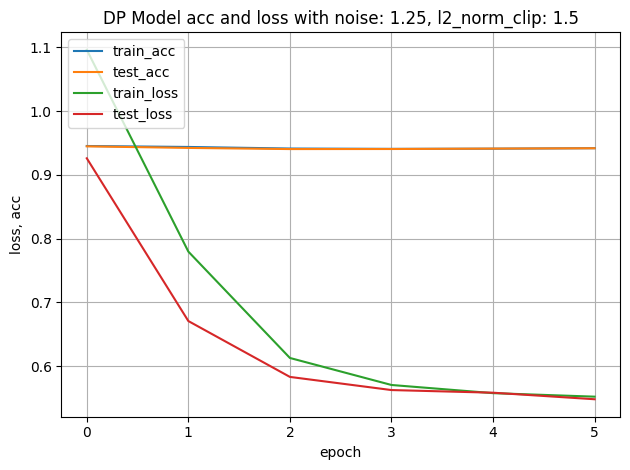 DP Model acc and loss with noise: 1.25, l2_norm_clip: 1.5
train_acc
test_acc
train_loss
test_loss
1.1
1.0
0.9
0.8
0.7
0.6
loss, acc
0 1 2 3 4 5
epoch